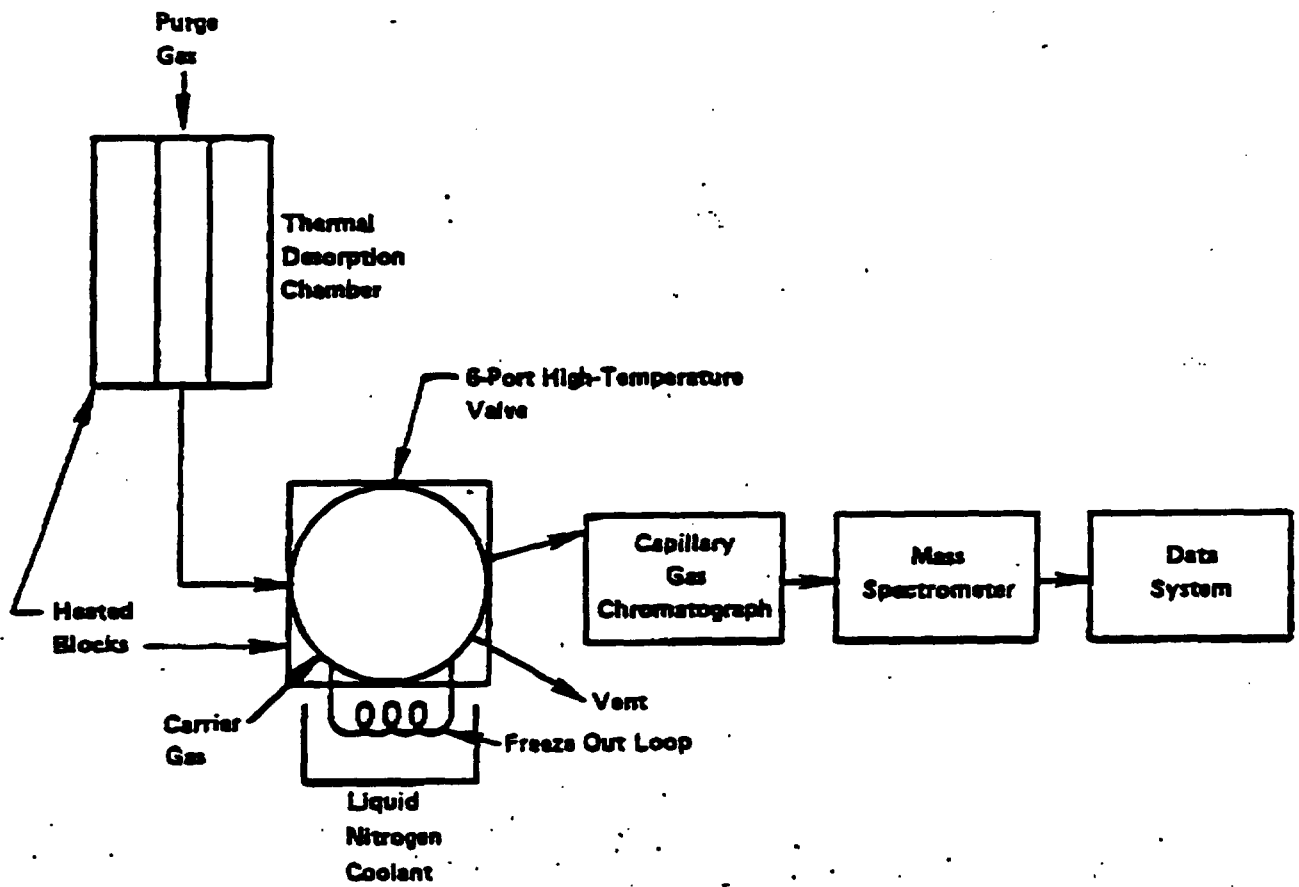 Purge
Gas
Thermal
Desorption
Chamber
6-Port High-Temperature
Valve
Capillary
Gas
Chromatograph
Mass
Spectrometer
Data
System
Heated
Blocks
Vent
Carrier
Gas
Freeze Out Loop
Liquid
Nitrogen
Coolant